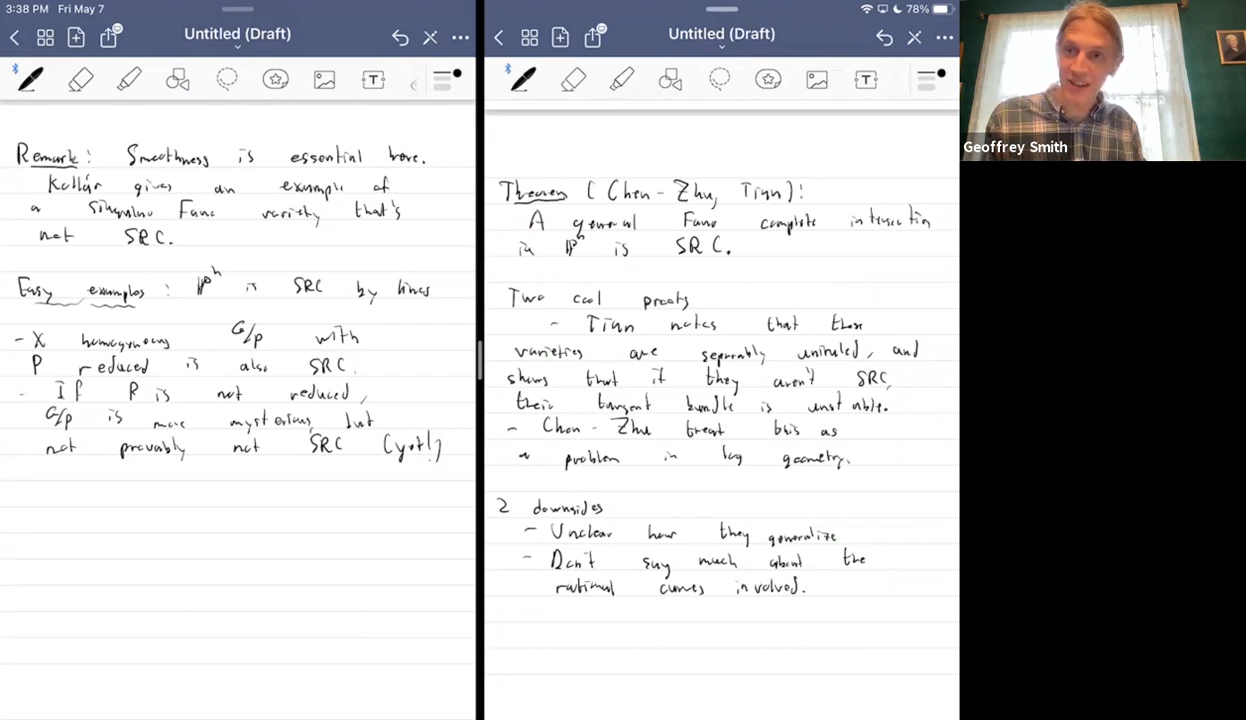 3:38 PM Fri May 7
Untitled (Draft)
Remark: Smoothness is essential here.
Kollár gives an example of
a singular Fano variety that's
not SRC.
Easy examples: ℙⁿ is SRC by lines
- X homogeneous G/P with
P reduced is also SRC.
- If P is not reduced,
G/P is more mysterious, but
not provably not SRC (yet!)
78%
Untitled (Draft)
Theorem (Chen-Zhu, Tian):
A general Fano complete intersection
in ℙⁿ is SRC.
Two cool proofs
- Tian notes that these
varieties are separably uniruled, and
shows that if they aren't SRC,
their tangent bundle is unstable.
- Chen-Zhu treat this as
a problem in log geometry.
2 downsides
- Unclear how they generalize
- Don't say much about the
rational curves involved.
Geoffrey Smith